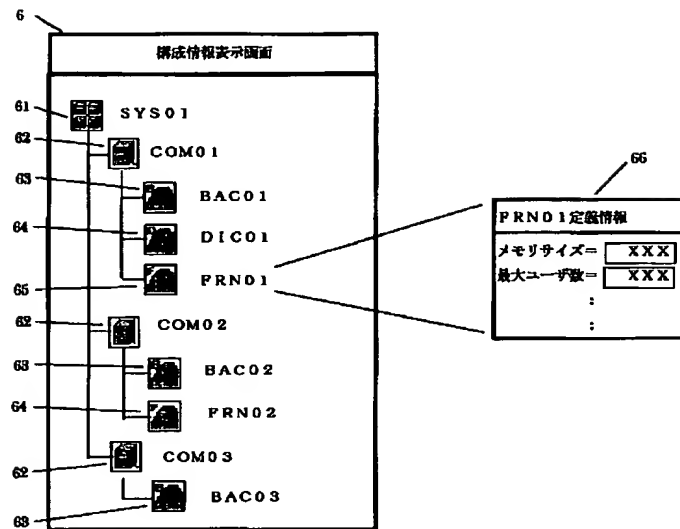 6
構成情報表示画面
61
SYS01
62
COM01
63
BAC01
64
DIC01
65
FRN01
62
COM02
63
BAC02
64
FRN02
62
COM03
63
BAC03
66
FRN01定義情報
メモリサイズ= XXX
最大ユーザ数= XXX
:
: